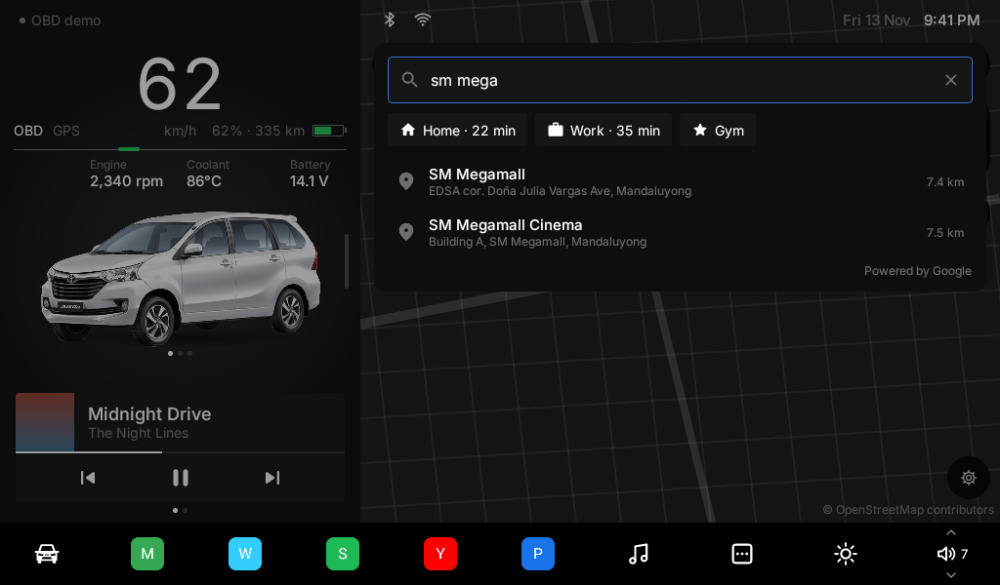 OBD demo
Fri 13 Nov 9:41 PM
62
OBD GPS km/h 62% · 335 km
Engine Coolant Battery
2,340 rpm 86°C 14.1 V
Midnight Drive
The Night Lines
sm mega
Home · 22 min Work · 35 min Gym
SM Megamall
EDSA cor. Doña Julia Vargas Ave, Mandaluyong
7.4 km
SM Megamall Cinema
Building A, SM Megamall, Mandaluyong
7.5 km
Powered by Google
© OpenStreetMap contributors
M W S Y P 7